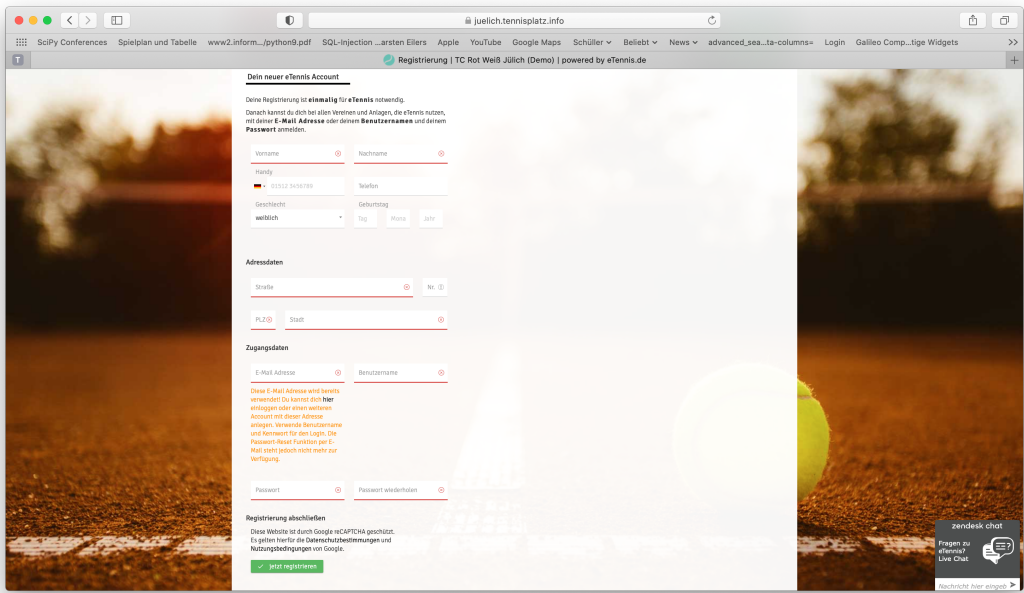 juelich.tennisplatz.info
SciPy Conferences Spielplan und Tabelle www2.inform.../python9.pdf SQL-Injection ...arsten Eilers Apple YouTube Google Maps Schüller Beliebt News advanced_sea...ta-columns= Login Galileo Comp...tige Widgets >>
T Registrierung | TC Rot Weiß Jülich (Demo) | powered by eTennis.de +
Dein neuer eTennis Account
Deine Registrierung ist einmalig für eTennis notwendig.
Danach kannst du dich bei allen Vereinen und Anlagen, die eTennis nutzen,
mit deiner E-Mail Adresse oder deinem Benutzernamen und deinem
Passwort anmelden.
Vorname Nachname
Handy
01512 3456789 Telefon
Geschlecht Geburtstag
weiblich Tag Mona Jahr
Adressdaten
Straße Nr.
PLZ Stadt
Zugangsdaten
E-Mail Adresse Benutzername
Diese E-Mail Adresse wird bereits
verwendet! Du kannst dich hier
einloggen oder einen weiteren
Account mit dieser Adresse
anlegen. Verwende Benutzername
und Kennwort für den Login. Die
Passwort-Reset Funktion per E-
Mail steht jedoch nicht mehr zur
Verfügung.
Passwort Passwort wiederholen
Registrierung abschließen
Diese Website ist durch Google reCAPTCHA geschützt.
Es gelten hierfür die Datenschutzbestimmungen und
Nutzungsbedingungen von Google.
jetzt registrieren
zendesk chat
Fragen zu
eTennis?
Live Chat
Nachricht hier eingeb